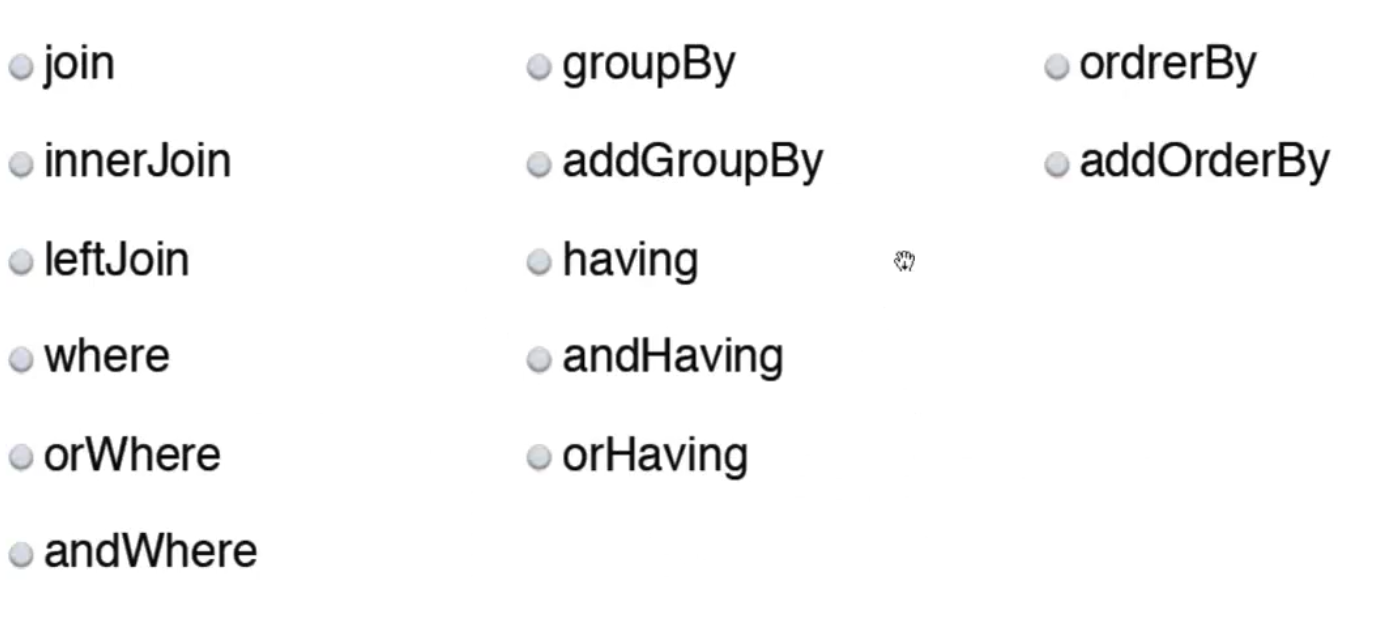 join
innerJoin
leftJoin
where
orWhere
andWhere
groupBy
addGroupBy
having
andHaving
orHaving
ordrerBy
addOrderBy